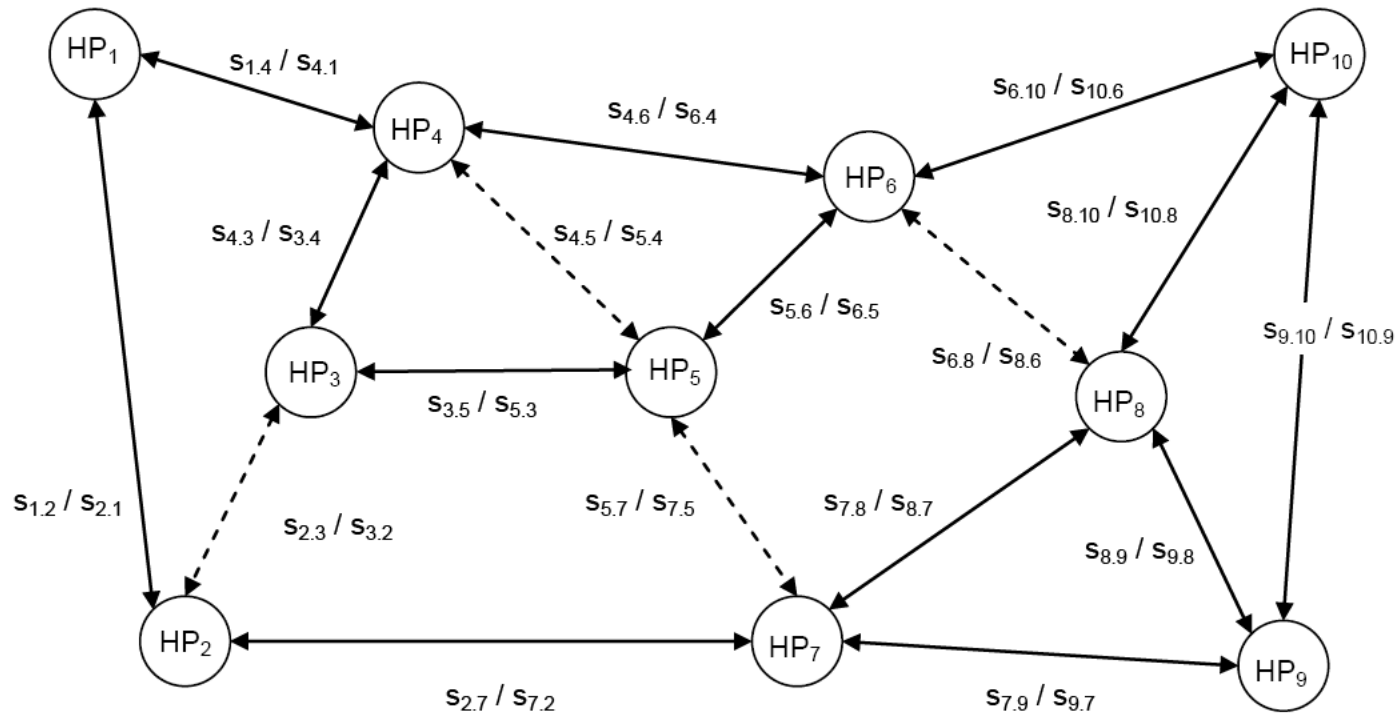 HP₁
HP₁₀
s₁.₄ / s₄.₁
s₆.₁₀ / s₁₀.₆
s₄.₆ / s₆.₄
HP₄
HP₆
s₈.₁₀ / s₁₀.₈
s₄.₃ / s₃.₄
s₄.₅ / s₅.₄
s₅.₆ / s₆.₅
s₉.₁₀ / s₁₀.₉
s₆.₈ / s₈.₆
HP₃
HP₅
HP₈
s₃.₅ / s₅.₃
s₁.₂ / s₂.₁
s₂.₃ / s₃.₂
s₅.₇ / s₇.₅
s₇.₈ / s₈.₇
s₈.₉ / s₉.₈
HP₂
HP₇
HP₉
s₂.₇ / s₇.₂
s₇.₉ / s₉.₇